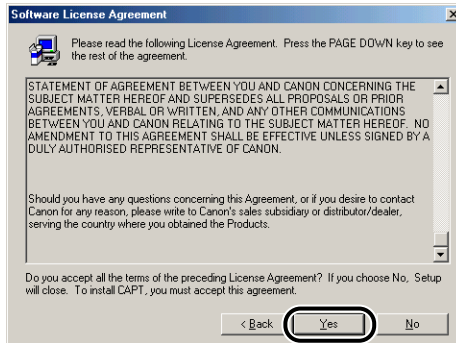 Software License Agreement
Please read the following License Agreement. Press the PAGE DOWN key to see
the rest of the agreement.
STATEMENT OF AGREEMENT BETWEEN YOU AND CANON CONCERNING THE
SUBJECT MATTER HEREOF AND SUPERSEDES ALL PROPOSALS OR PRIOR
AGREEMENTS, VERBAL OR WRITTEN, AND ANY OTHER COMMUNICATIONS
BETWEEN YOU AND CANON RELATING TO THE SUBJECT MATTER HEREOF. NO
AMENDMENT TO THIS AGREEMENT SHALL BE EFFECTIVE UNLESS SIGNED BY A
DULY AUTHORISED REPRESENTATIVE OF CANON.
Should you have any questions concerning this Agreement, or if you desire to contact
Canon for any reason, please write to Canon's sales subsidiary or distributor/dealer,
serving the country where you obtained the Products.
Do you accept all the terms of the preceding License Agreement? If you choose No, Setup
will close. To install CAPT, you must accept this agreement.
< Back Yes No